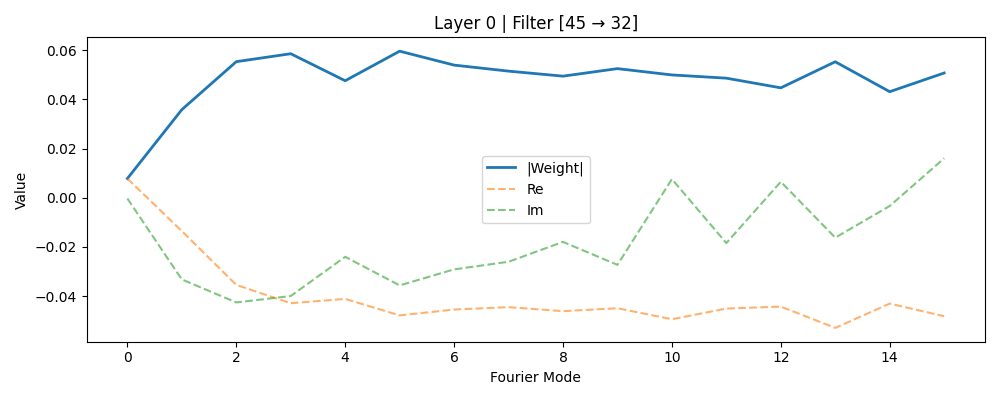 Layer 0 | Filter [45 → 32]
0.06
0.04
0.02
0.00
−0.02
−0.04
Value
|Weight|
Re
Im
0 2 4 6 8 10 12 14
Fourier Mode